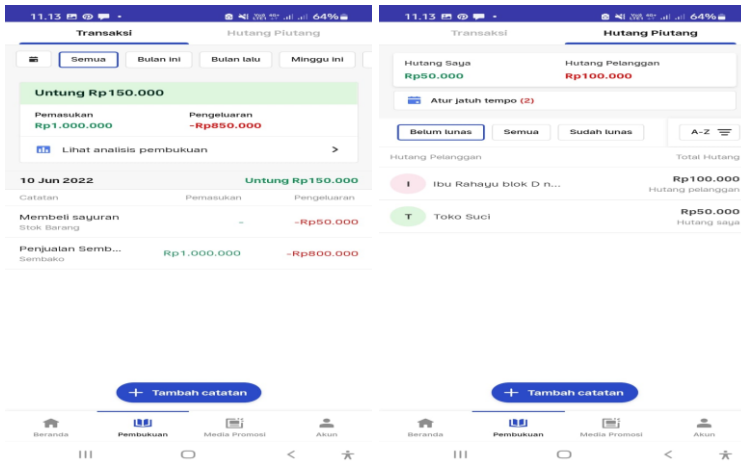 11.13
64%
Transaksi Hutang Piutang
Semua Bulan ini Bulan lalu Minggu ini
Untung Rp150.000
Pemasukan Pengeluaran
Rp1.000.000 -Rp850.000
Lihat analisis pembukuan >
10 Jun 2022 Untung Rp150.000
Catatan Pemasukan Pengeluaran
Membeli sayuran - -Rp50.000
Stok Barang
Penjualan Semb... Rp1.000.000 -Rp800.000
Sembako
+ Tambah catatan
Beranda Pembukuan Media Promosi Akun
11.13
64%
Transaksi Hutang Piutang
Hutang Saya Hutang Pelanggan
Rp50.000 Rp100.000
Atur jatuh tempo (2)
Belum lunas Semua Sudah lunas A-Z
Hutang Pelanggan Total Hutang
I Ibu Rahayu blok D n... Rp100.000
Hutang pelanggan
T Toko Suci Rp50.000
Hutang saya
+ Tambah catatan
Beranda Pembukuan Media Promosi Akun